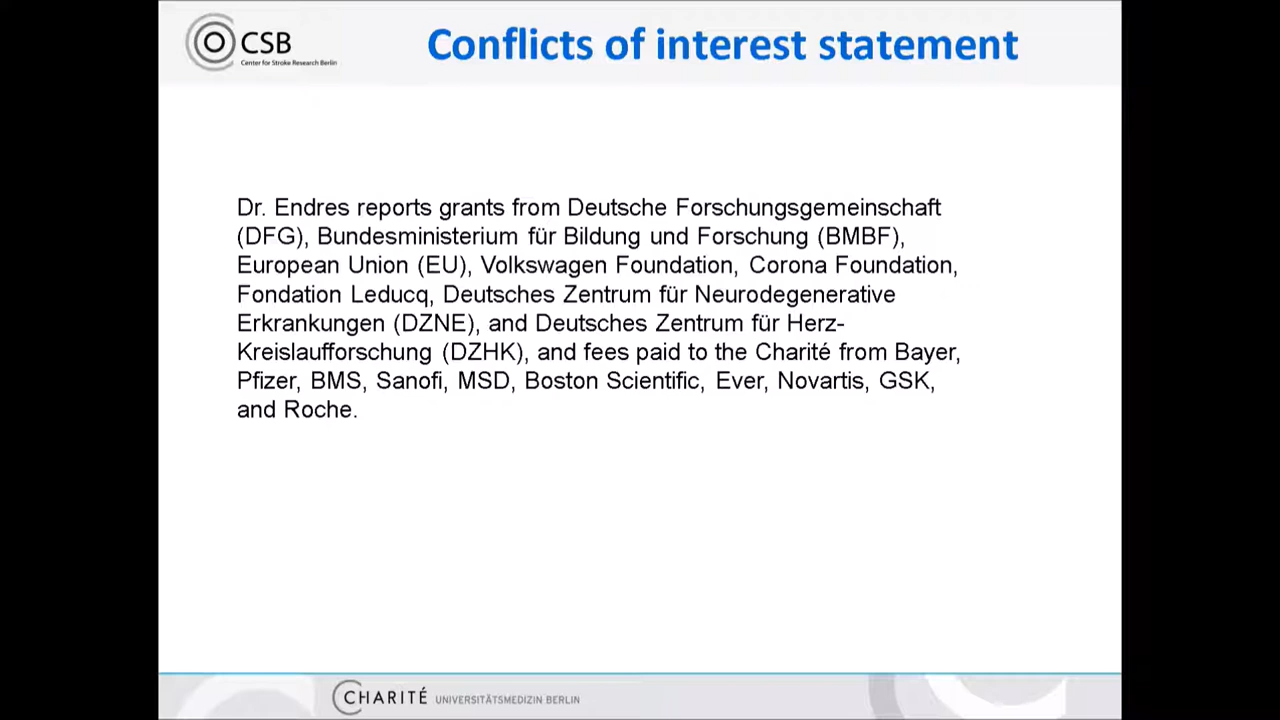 CSB
Center for Stroke Research Berlin
Conflicts of interest statement
Dr. Endres reports grants from Deutsche Forschungsgemeinschaft
(DFG), Bundesministerium für Bildung und Forschung (BMBF),
European Union (EU), Volkswagen Foundation, Corona Foundation,
Fondation Leducq, Deutsches Zentrum für Neurodegenerative
Erkrankungen (DZNE), and Deutsches Zentrum für Herz-
Kreislaufforschung (DZHK), and fees paid to the Charité from Bayer,
Pfizer, BMS, Sanofi, MSD, Boston Scientific, Ever, Novartis, GSK,
and Roche.
CHARITÉ UNIVERSITÄTSMEDIZIN BERLIN